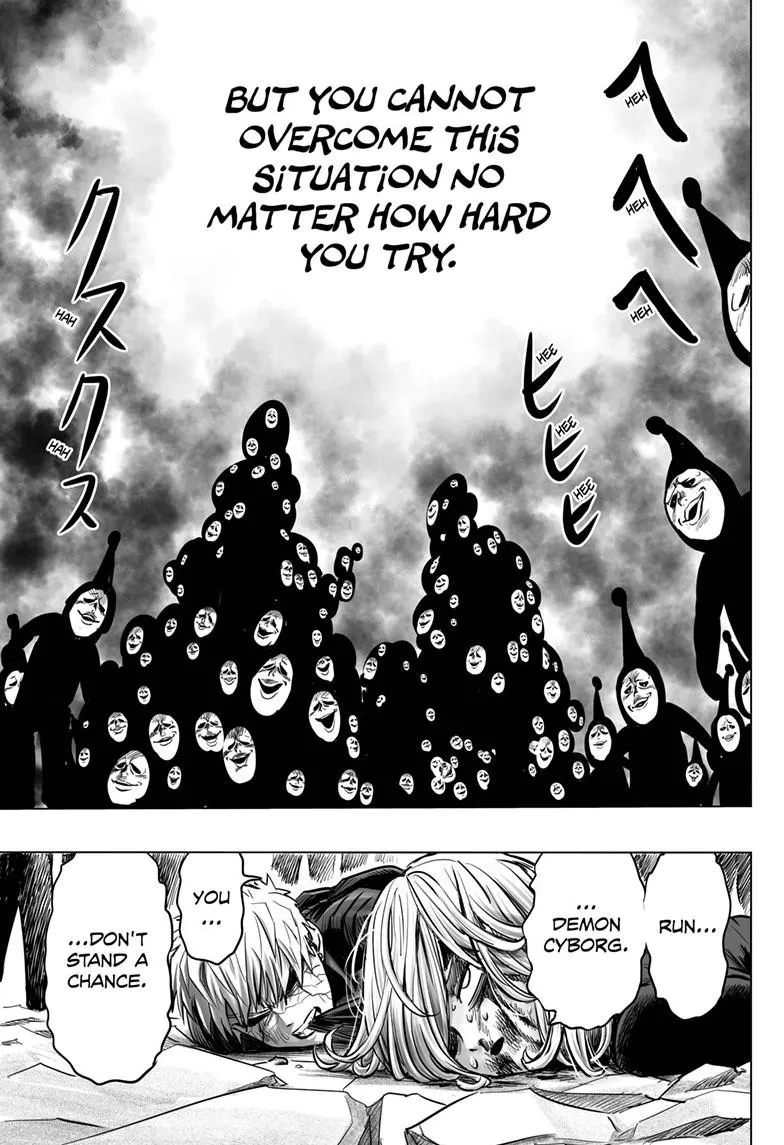 BUT YOU CANNOT
OVERCOME THIS
SITUATION NO
MATTER HOW HARD
YOU TRY.
ヘ
HEH
ヘ
HEH
ヘ
HEH
ヒ
HEE
ヒ
HEE
ヒ
HEE
クスクス
HAH
HAH
RUN...
...
DEMON
CYBORG.
YOU
...
...DON'T
STAND A
CHANCE.